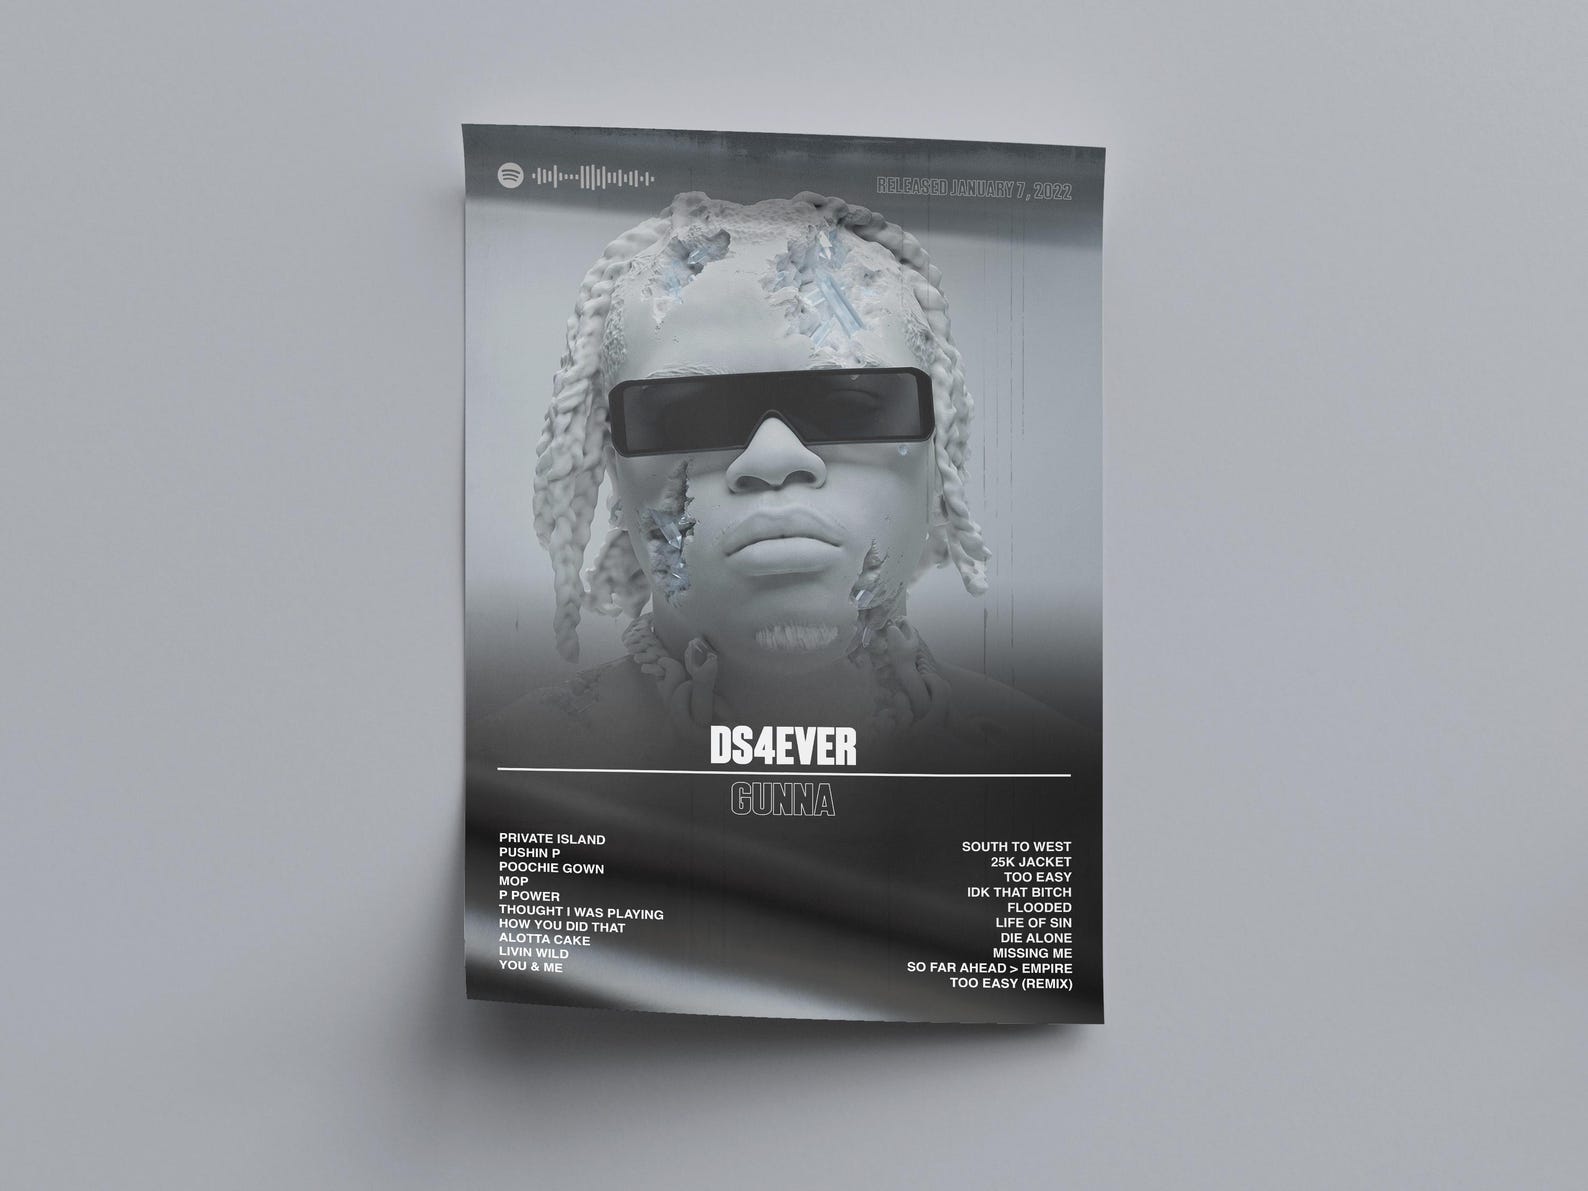 RELEASED JANUARY 7, 2022
DS4EVER
GUNNA
PRIVATE ISLAND
PUSHIN P
POOCHIE GOWN
MOP
P POWER
THOUGHT I WAS PLAYING
HOW YOU DID THAT
ALOTTA CAKE
LIVIN WILD
YOU & ME
SOUTH TO WEST
25K JACKET
TOO EASY
IDK THAT BITCH
FLOODED
LIFE OF SIN
DIE ALONE
MISSING ME
SO FAR AHEAD > EMPIRE
TOO EASY (REMIX)